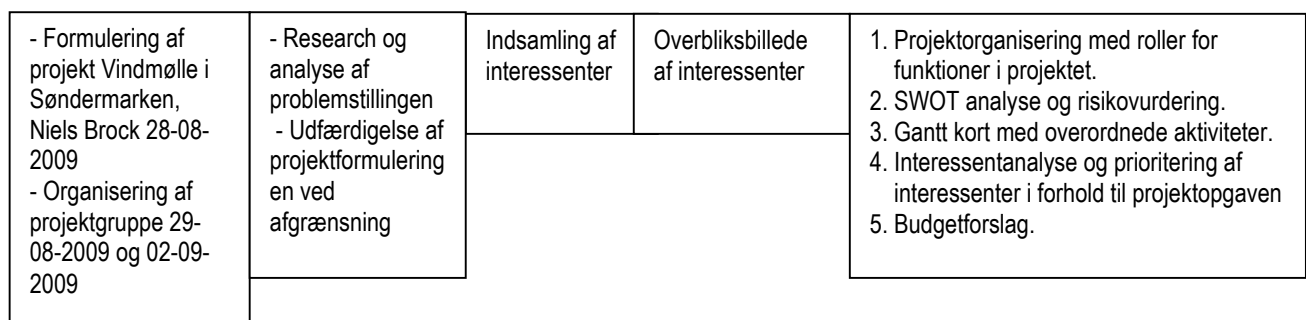 - Formulering af
projekt Vindmølle i
Søndermarken,
Niels Brock 28-08-
2009
- Organisering af
projektgruppe 29-
08-2009 og 02-09-
2009
- Research og
analyse af
problemstillingen
- Udfærdigelse af
projektformulering
en ved
afgrænsning
Indsamling af
interessenter
Overbliksbillede
af interessenter
1. Projektorganisering med roller for
funktioner i projektet.
2. SWOT analyse og risikovurdering.
3. Gantt kort med overordnede aktiviteter.
4. Interessentanalyse og prioritering af
interessenter i forhold til projektopgaven
5. Budgetforslag.